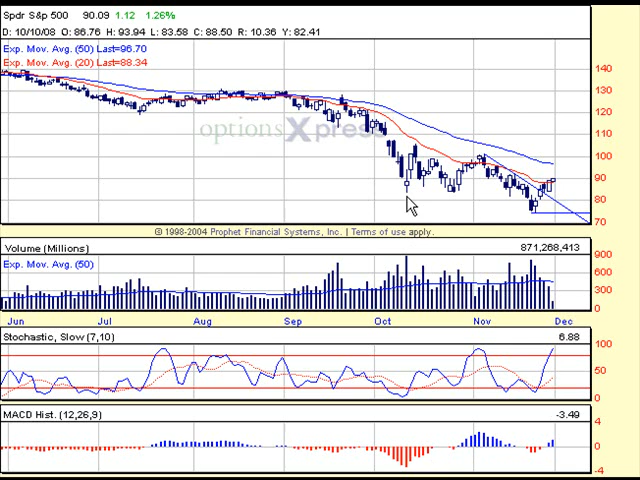 Spdr S&p 500 90.09 1.12 1.26%
D: 10/10/08 O: 86.76 H: 93.94 L: 83.58 C: 88.50 R: 10.36 Y: 82.41
Exp. Mov. Avg. (50) Last=96.70
Exp. Mov. Avg. (20) Last=88.34
140
130
120
110
100
90
80
70
optionsXpress
© 1998-2004 Prophet Financial Systems, Inc. | Terms of use apply.
Volume (Millions) 871,268,413
Exp. Mov. Avg. (50)
900
600
300
0
Jun Jul Aug Sep Oct Nov Dec
Stochastic, Slow (7,10) 6.88
100
50
0
MACD Hist. (12,26,9) -3.49
4
0
-4